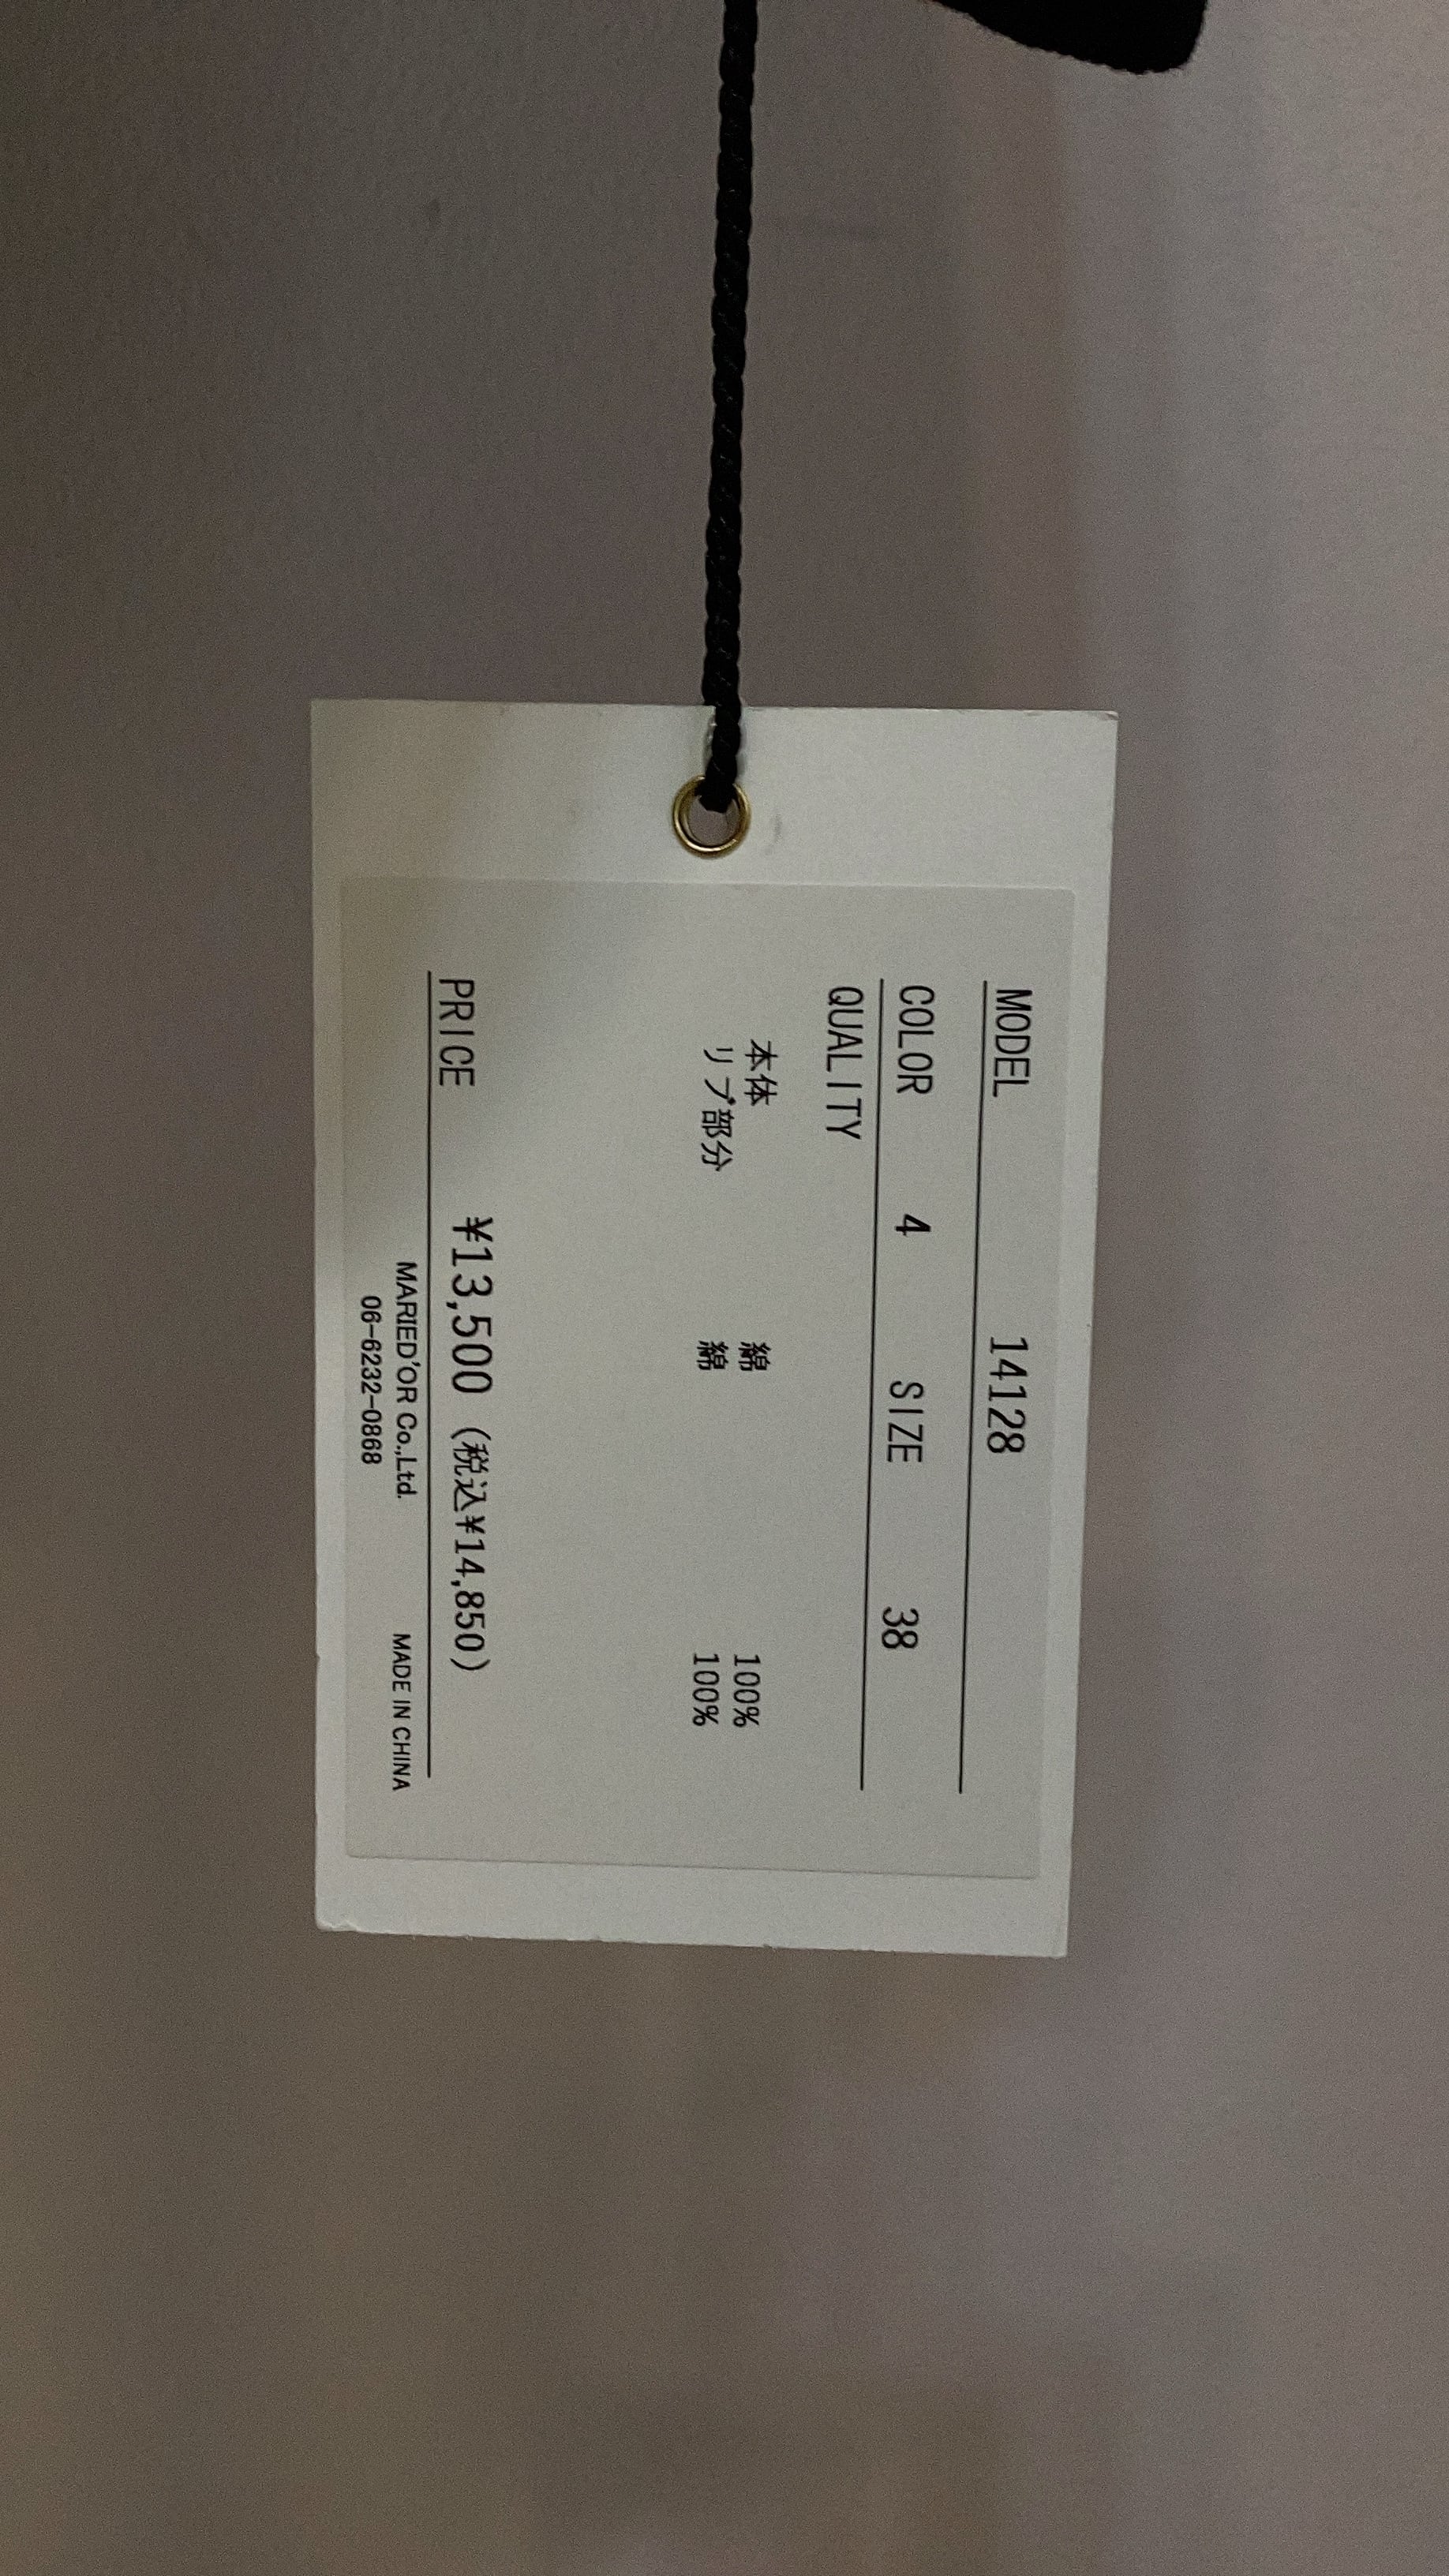 MODEL 14128
COLOR 4 SIZE 38
QUALITY
本体 綿 100%
リブ部分 綿 100%
PRICE ¥13,500 (税込¥14,850)
MARIED'OR Co.,Ltd. MADE IN CHINA
06-6232-0868